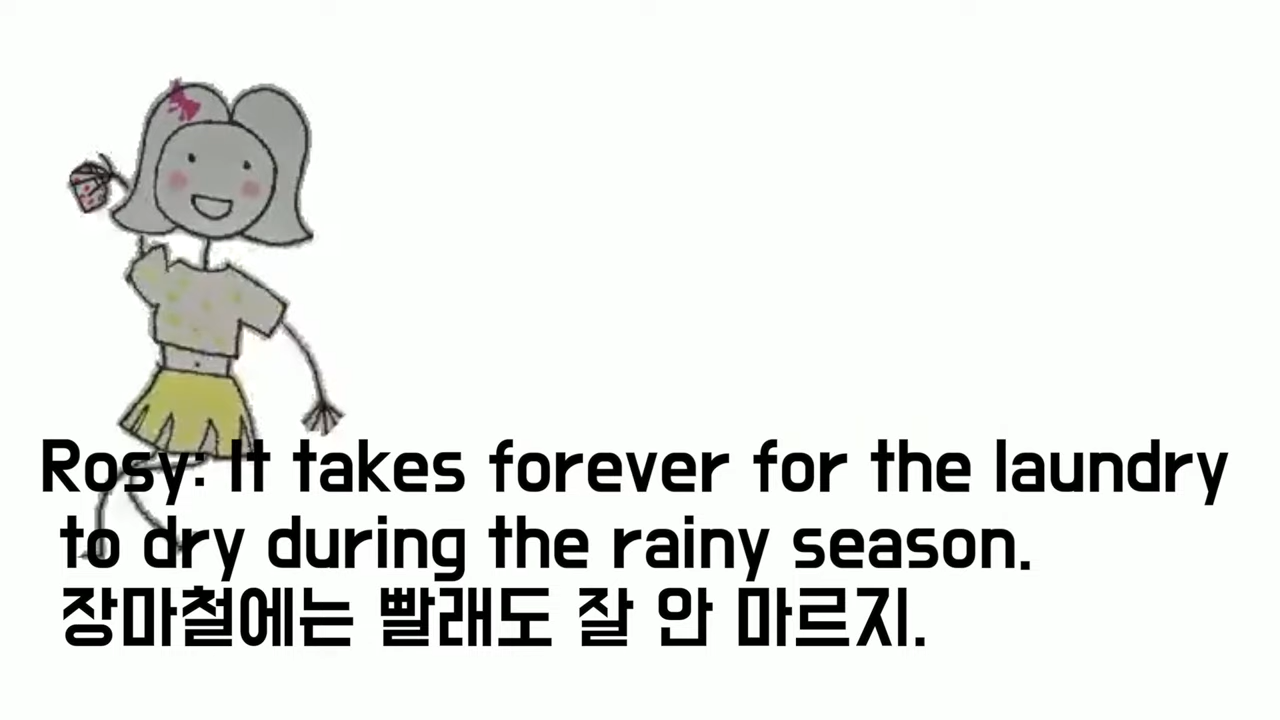 Rosy: It takes forever for the laundry
to dry during the rainy season.
장마철에는 빨래도 잘 안 마르지.